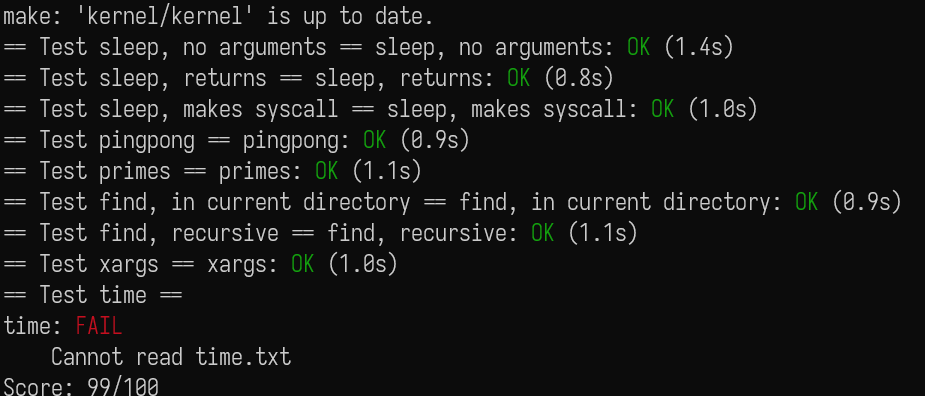 make: 'kernel/kernel' is up to date.
== Test sleep, no arguments == sleep, no arguments: OK (1.4s)
== Test sleep, returns == sleep, returns: OK (0.8s)
== Test sleep, makes syscall == sleep, makes syscall: OK (1.0s)
== Test pingpong == pingpong: OK (0.9s)
== Test primes == primes: OK (1.1s)
== Test find, in current directory == find, in current directory: OK (0.9s)
== Test find, recursive == find, recursive: OK (1.1s)
== Test xargs == xargs: OK (1.0s)
== Test time ==
time: FAIL
    Cannot read time.txt
Score: 99/100